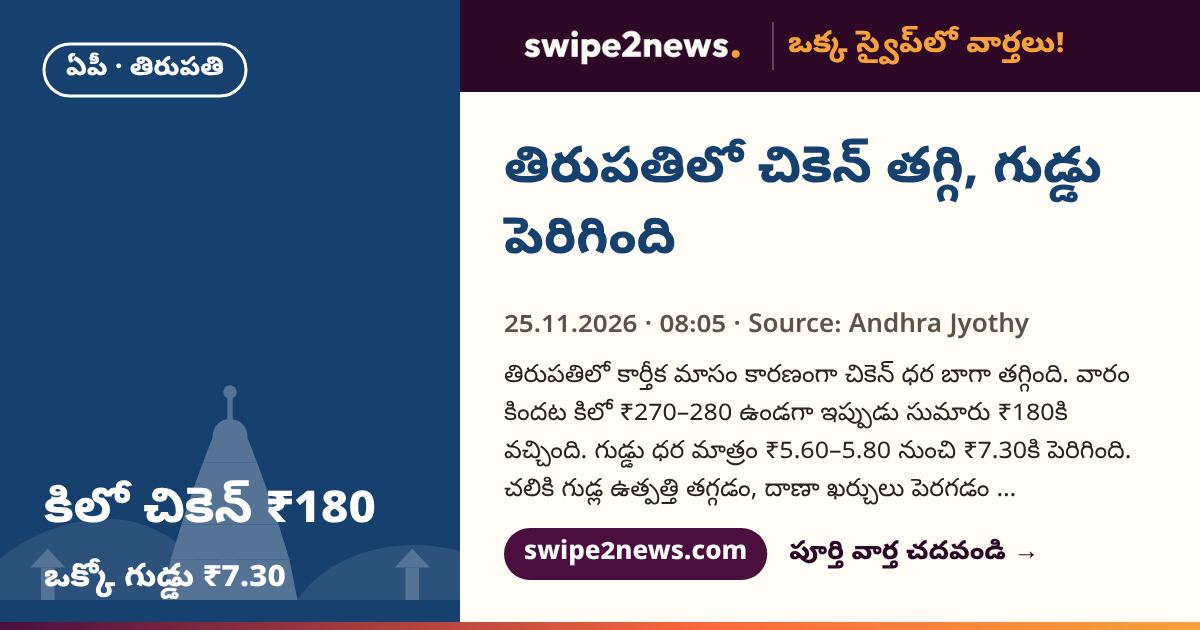 ఏపీ · తిరుపతి
కిలో చికెన్ ₹180
ఒక్కో గుడ్డు ₹7.30
swipe2news.
ఒక్క స్వైప్‌లో వార్తలు!
తిరుపతిలో చికెన్ తగ్గి, గుడ్డు
పెరిగింది
25.11.2026 · 08:05 · Source: Andhra Jyothy
తిరుపతిలో కార్తీక మాసం కారణంగా చికెన్ ధర బాగా తగ్గింది. వారం
కిందట కిలో ₹270–280 ఉండగా ఇప్పుడు సుమారు ₹180కి
వచ్చింది. గుడ్డు ధర మాత్రం ₹5.60–5.80 నుంచి ₹7.30కి పెరిగింది.
చలికి గుడ్ల ఉత్పత్తి తగ్గడం, దాణా ఖర్చులు పెరగడం ...
swipe2news.com
పూర్తి వార్త చదవండి →